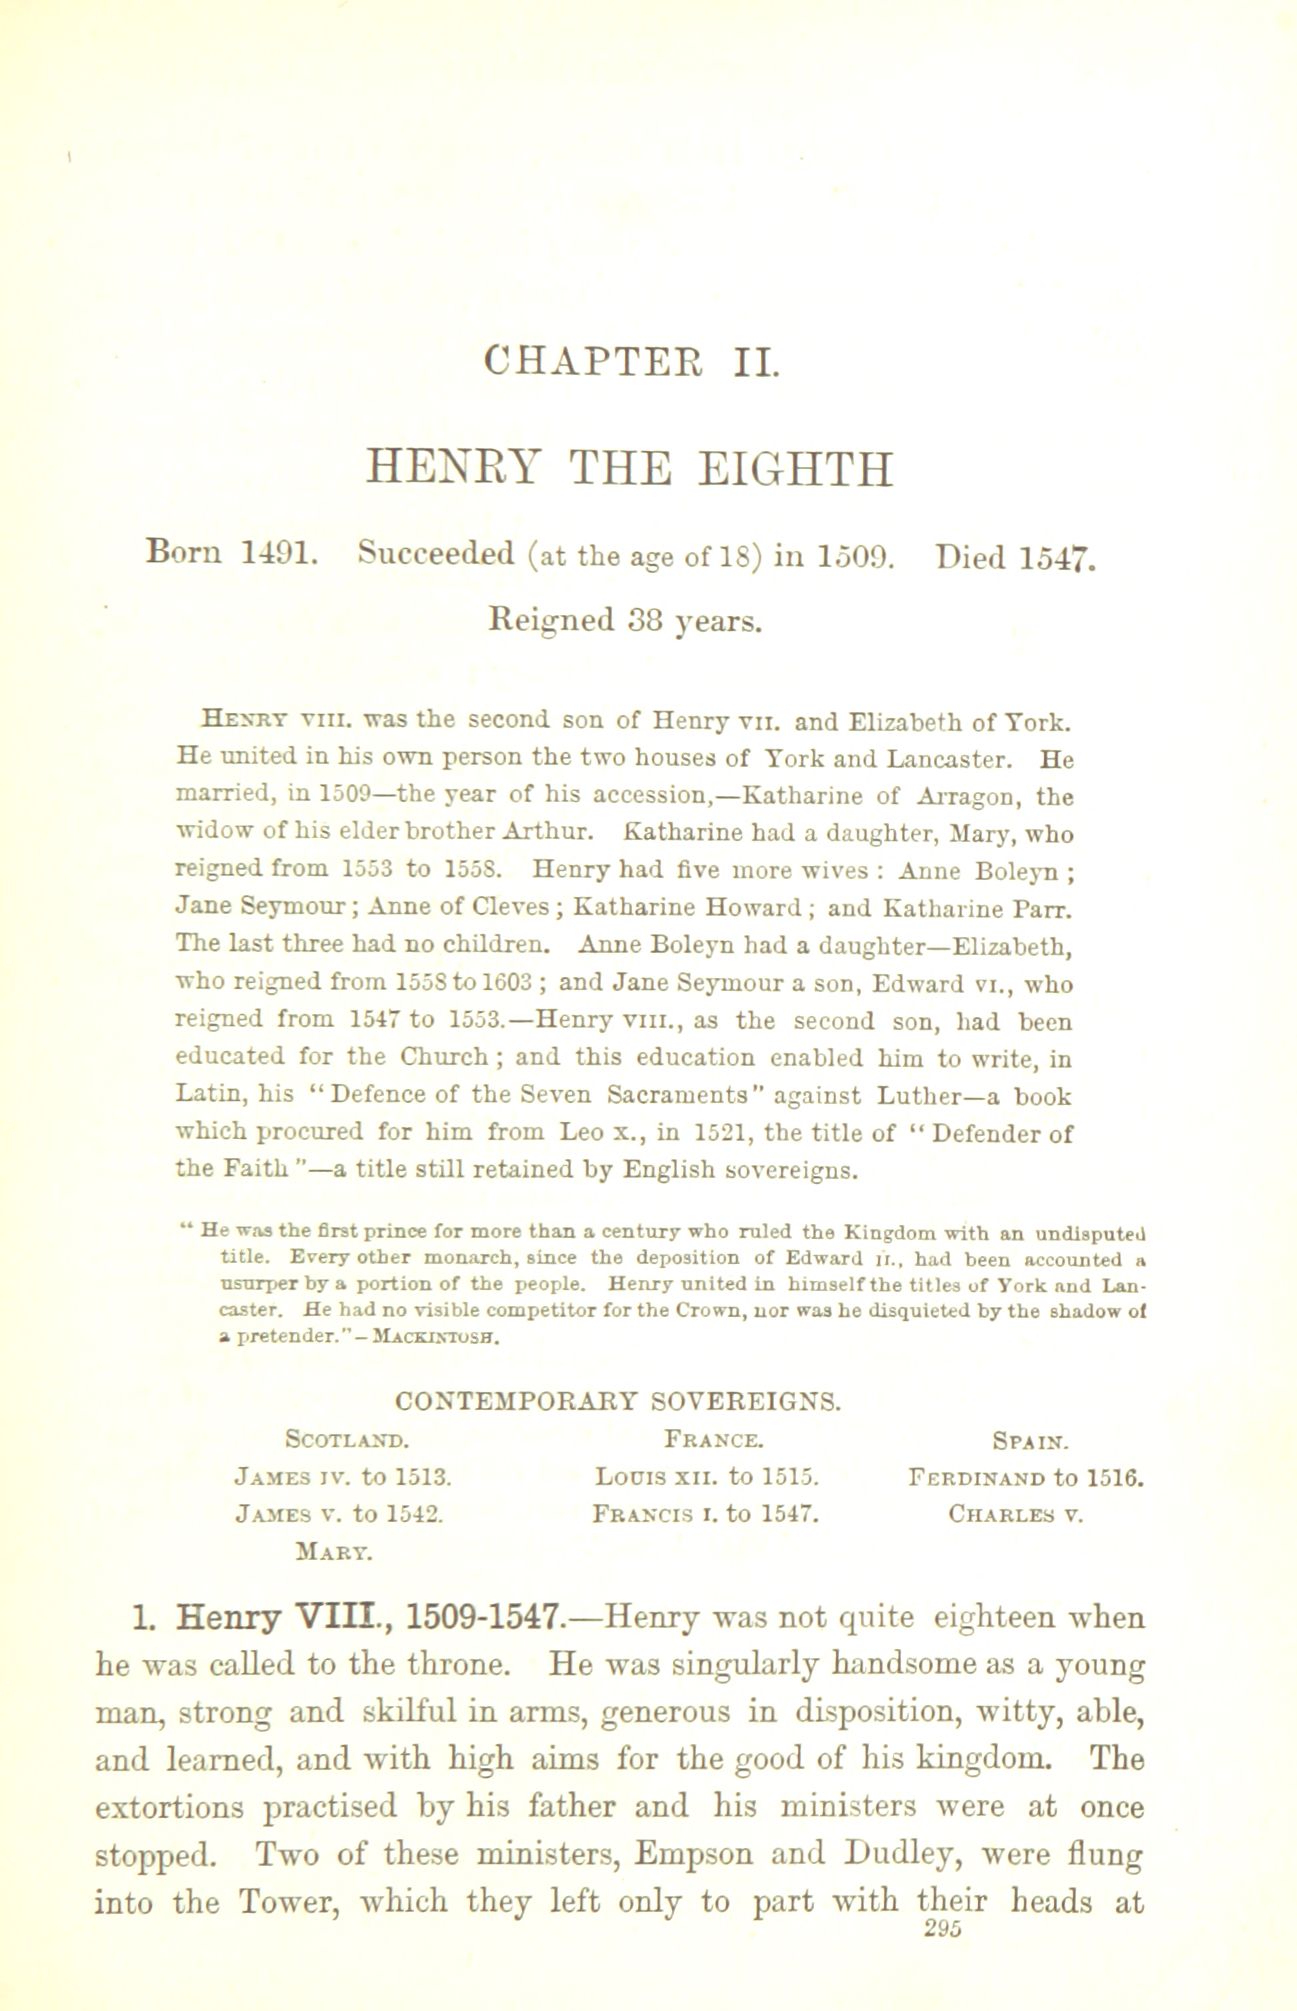 CHAPTER II.
HENRY THE EIGHTH
Born 1491. Succeeded (at the age of 18) in 1509. Died 1547.
Reigned 38 years.
HENRY VIII. was the second son of Henry VII. and Elizabeth of York.
He united in his own person the two houses of York and Lancaster. He
married, in 1509—the year of his accession,—Katharine of Arragon, the
widow of his elder brother Arthur. Katharine had a daughter, Mary, who
reigned from 1553 to 1558. Henry had five more wives : Anne Boleyn ;
Jane Seymour ; Anne of Cleves ; Katharine Howard ; and Katharine Parr.
The last three had no children. Anne Boleyn had a daughter—Elizabeth,
who reigned from 1558 to 1603 ; and Jane Seymour a son, Edward VI., who
reigned from 1547 to 1553.—Henry VIII., as the second son, had been
educated for the Church ; and this education enabled him to write, in
Latin, his “Defence of the Seven Sacraments” against Luther—a book
which procured for him from Leo X., in 1521, the title of “Defender of
the Faith”—a title still retained by English sovereigns.
“He was the first prince for more than a century who ruled the Kingdom with an undisputed
title. Every other monarch, since the deposition of Edward II., had been accounted a
usurper by a portion of the people. Henry united in himself the titles of York and Lan-
caster. He had no visible competitor for the Crown, nor was he disquieted by the shadow of
a pretender.”—MACKINTOSH.
CONTEMPORARY SOVEREIGNS.
SCOTLAND. FRANCE. SPAIN.
JAMES IV. to 1513. LOUIS XII. to 1515. FERDINAND to 1516.
JAMES V. to 1542. FRANCIS I. to 1547. CHARLES V.
MARY.
1. Henry VIII., 1509-1547.—Henry was not quite eighteen when
he was called to the throne. He was singularly handsome as a young
man, strong and skilful in arms, generous in disposition, witty, able,
and learned, and with high aims for the good of his kingdom. The
extortions practised by his father and his ministers were at once
stopped. Two of these ministers, Empson and Dudley, were flung
into the Tower, which they left only to part with their heads at
295